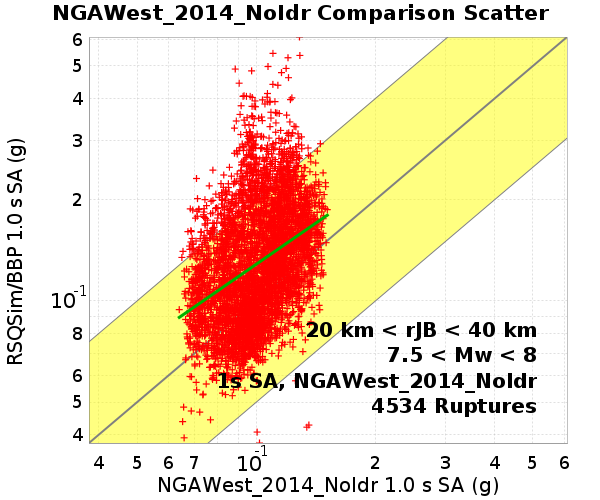 NGAWest_2014_NoIdr Comparison Scatter
RSQSim/BBP 1.0 s SA (g)
6
5
4
3
2
10-1
8
6
5
4
20 km < rJB < 40 km
7.5 < Mw < 8
1s SA, NGAWest_2014_NoIdr
4534 Ruptures
4 5 6 7 10-1 2 3 4 5 6
NGAWest_2014_NoIdr 1.0 s SA (g)